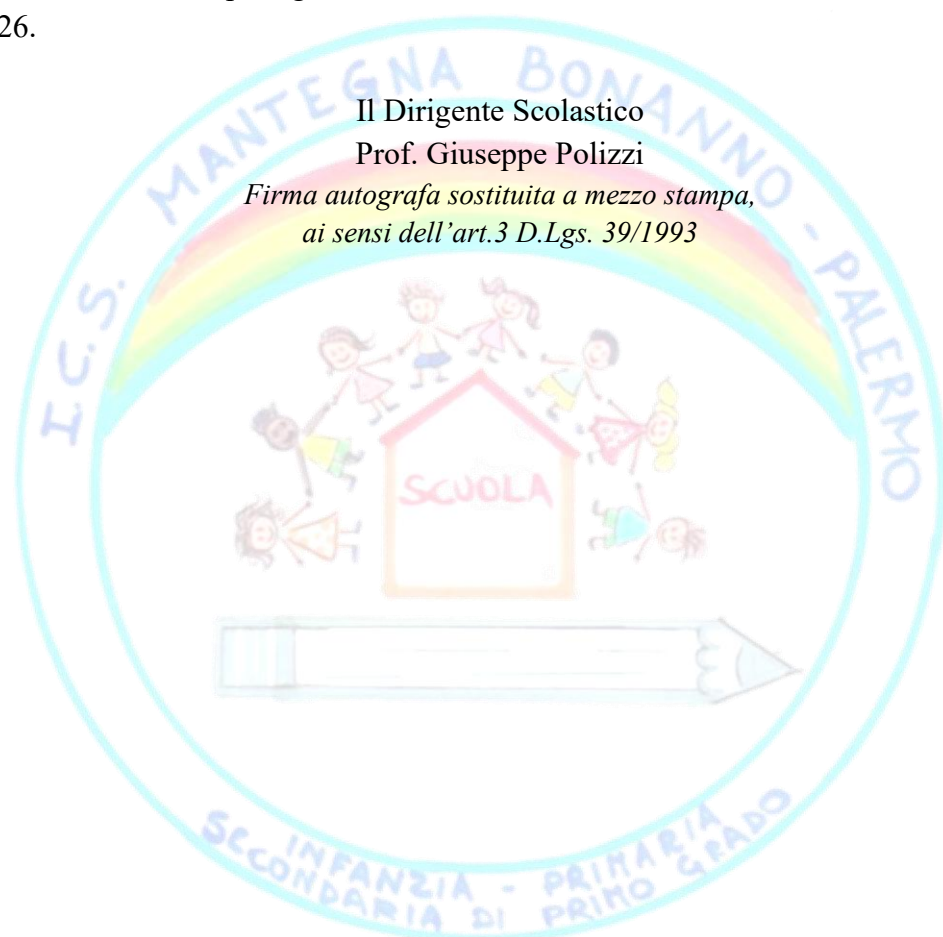 26.
I.C.S. MANTEGNA BONANNO - PALERMO
Il Dirigente Scolastico
Prof. Giuseppe Polizzi
Firma autografa sostituita a mezzo stampa,
ai sensi dell’art.3 D.Lgs. 39/1993
SCUOLA
INFANZIA - PRIMARIA
SECONDARIA DI PRIMO GRADO